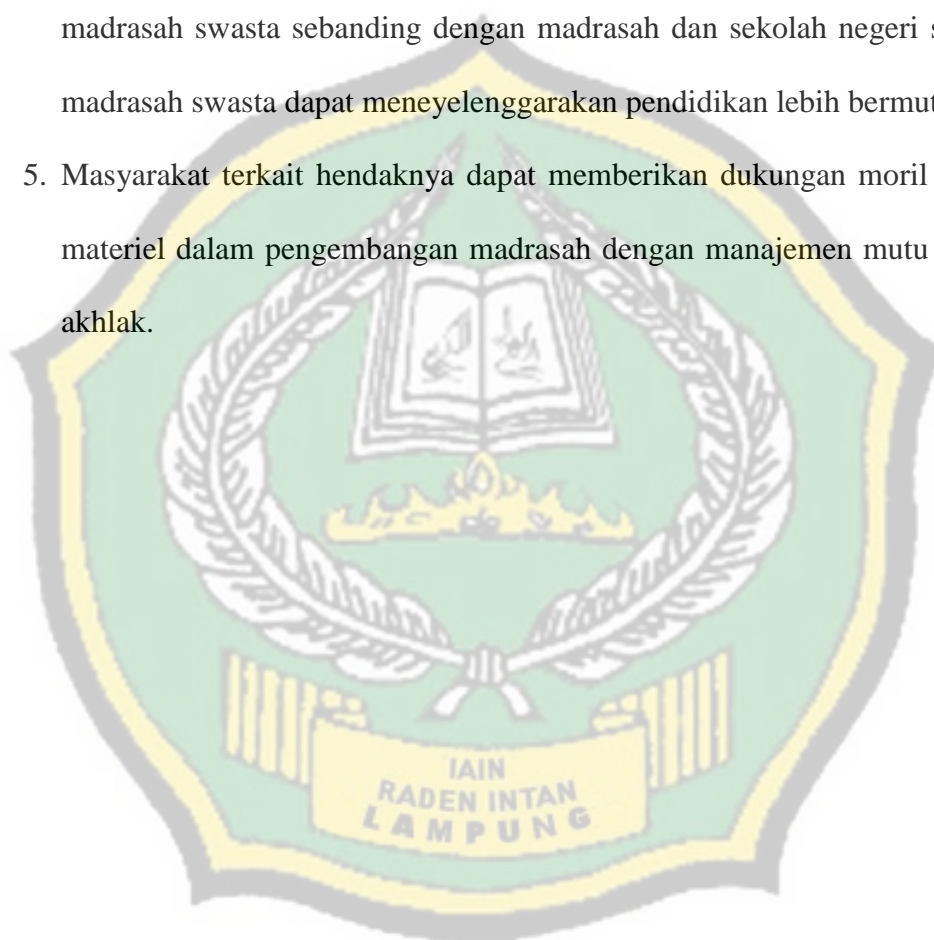 madrasah swasta sebanding dengan madrasah dan sekolah negeri s
madrasah swasta dapat meneyelenggarakan pendidikan lebih bermut
5. Masyarakat terkait hendaknya dapat memberikan dukungan moril
materiel dalam pengembangan madrasah dengan manajemen mutu
akhlak.
IAIN
RADEN INTAN
LAMPUNG